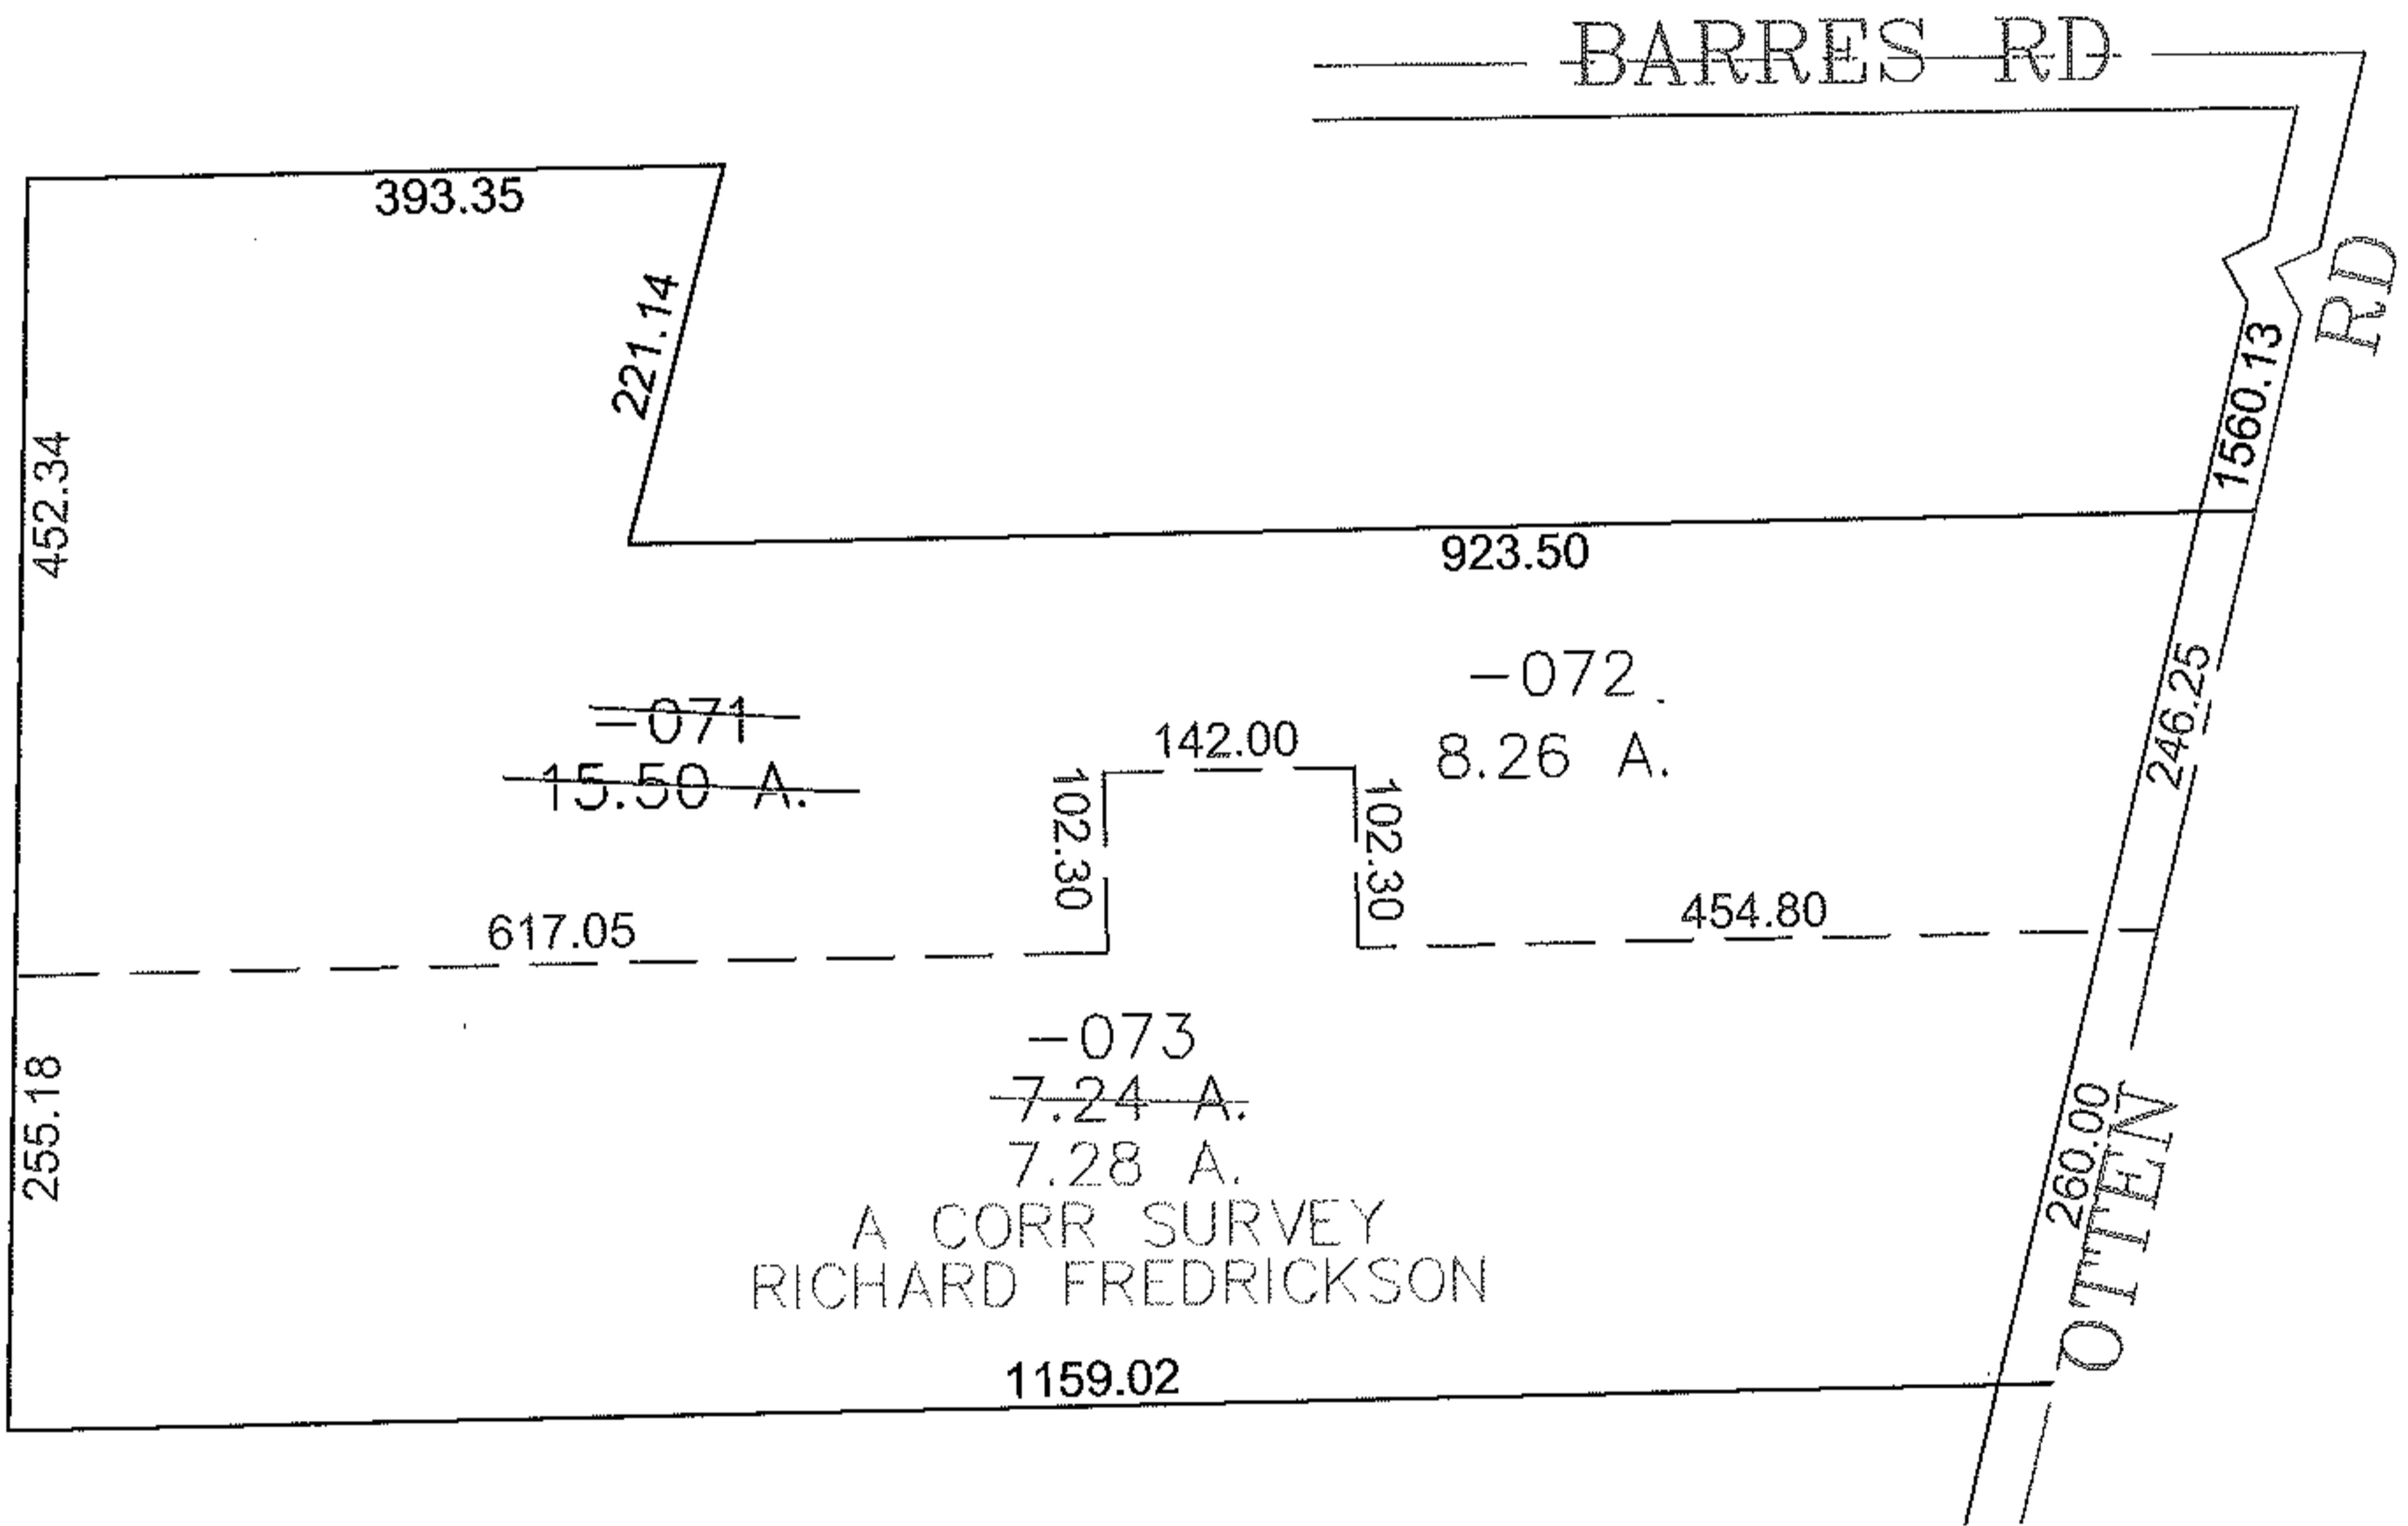 BARRES RD
393.35
221.14
RD
1560.13
452.34
923.50
-071
15.50 A.
-072
8.26 A.
246.25
142.00
102.30
102.30
617.05
454.80
-073
7.24 A.
7.28 A.
A CORR SURVEY
RICHARD FREDRICKSON
255.18
260.00
OTTEN
1159.02